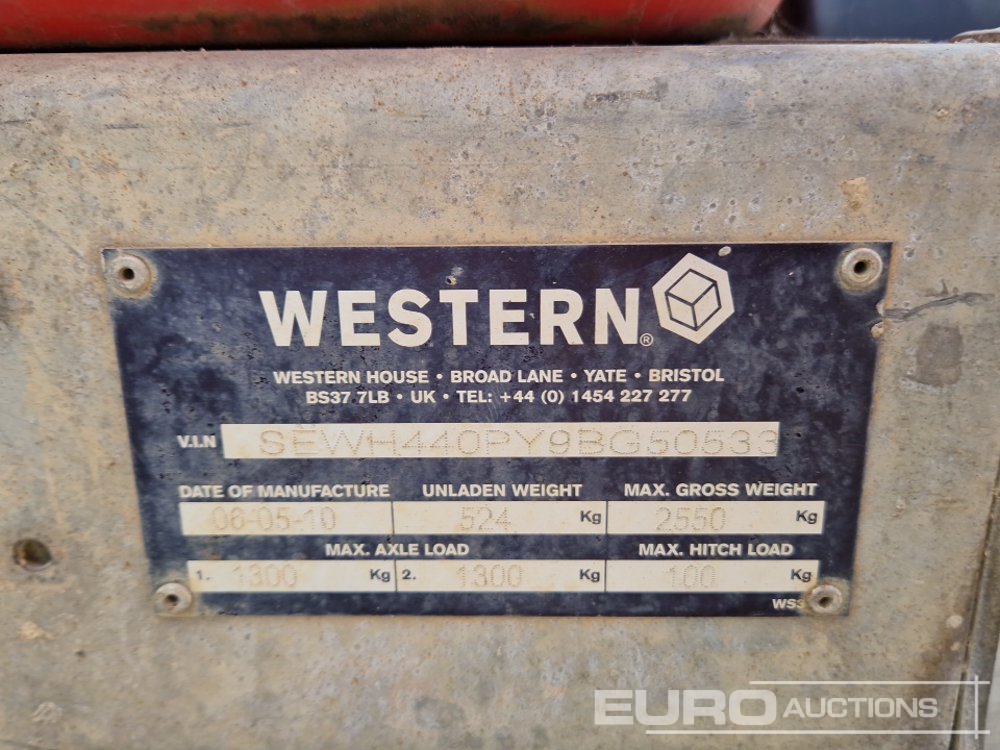 WESTERN®
WESTERN HOUSE • BROAD LANE • YATE • BRISTOL
BS37 7LB • UK • TEL: +44 (0) 1454 227 277
V.I.N SEWH440PY9BG50533
DATE OF MANUFACTURE UNLADEN WEIGHT MAX. GROSS WEIGHT
06-05-10 524 Kg 2550 Kg
MAX. AXLE LOAD MAX. HITCH LOAD
1. 1300 Kg 2. 1300 Kg 100 Kg
EURO AUCTIONS